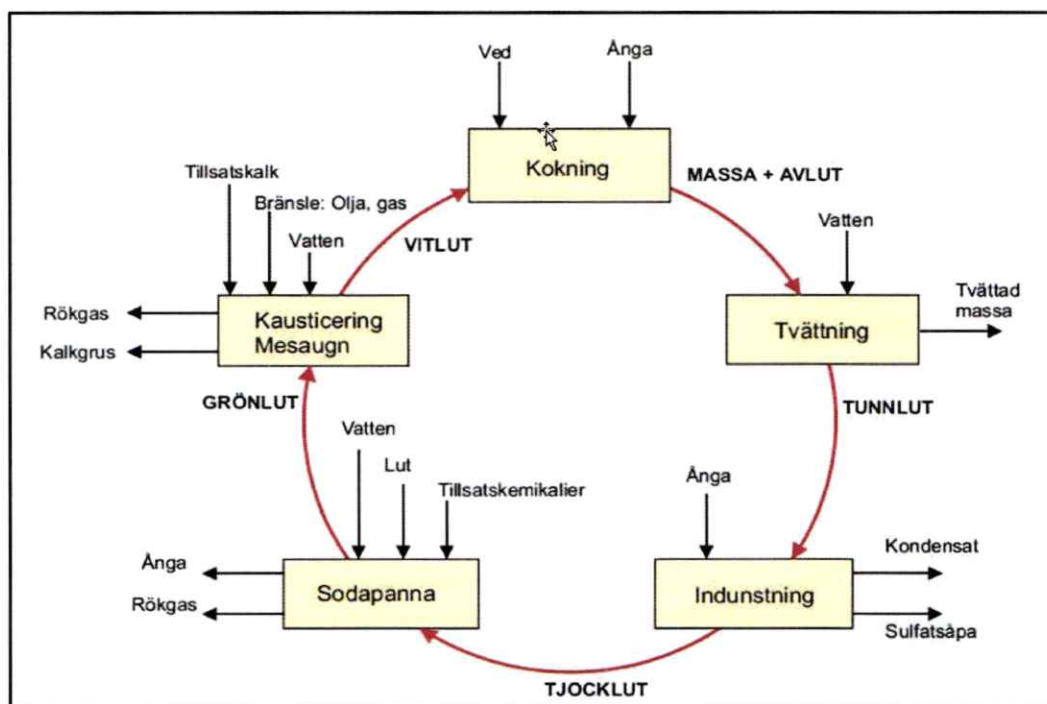 Ved
Ånga
Kokning
MASSA + AVLUT
Tillsatskalk
Bränsle: Olja, gas
Vatten
VITLUT
Vatten
Rökgas
Kalkgrus
Kausticering
Mesaugn
Tvättning
Tvättad
massa
GRÖNLUT
TUNNLUT
Vatten
Lut
Tillsatskemikalier
Ånga
Ånga
Rökgas
Sodapanna
Indunstning
Kondensat
Sulfatsåpa
TJOCKLUT